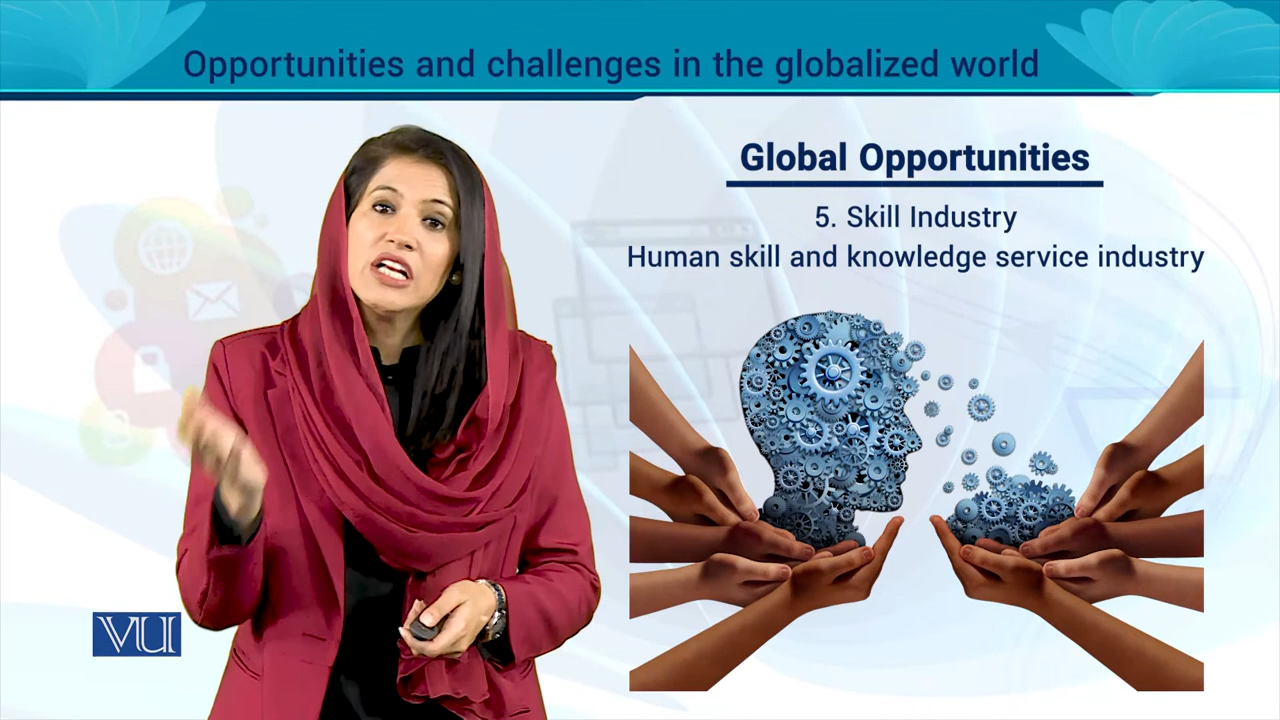 Opportunities and challenges in the globalized world
Global Opportunities
5. Skill Industry
Human skill and knowledge service industry
VU